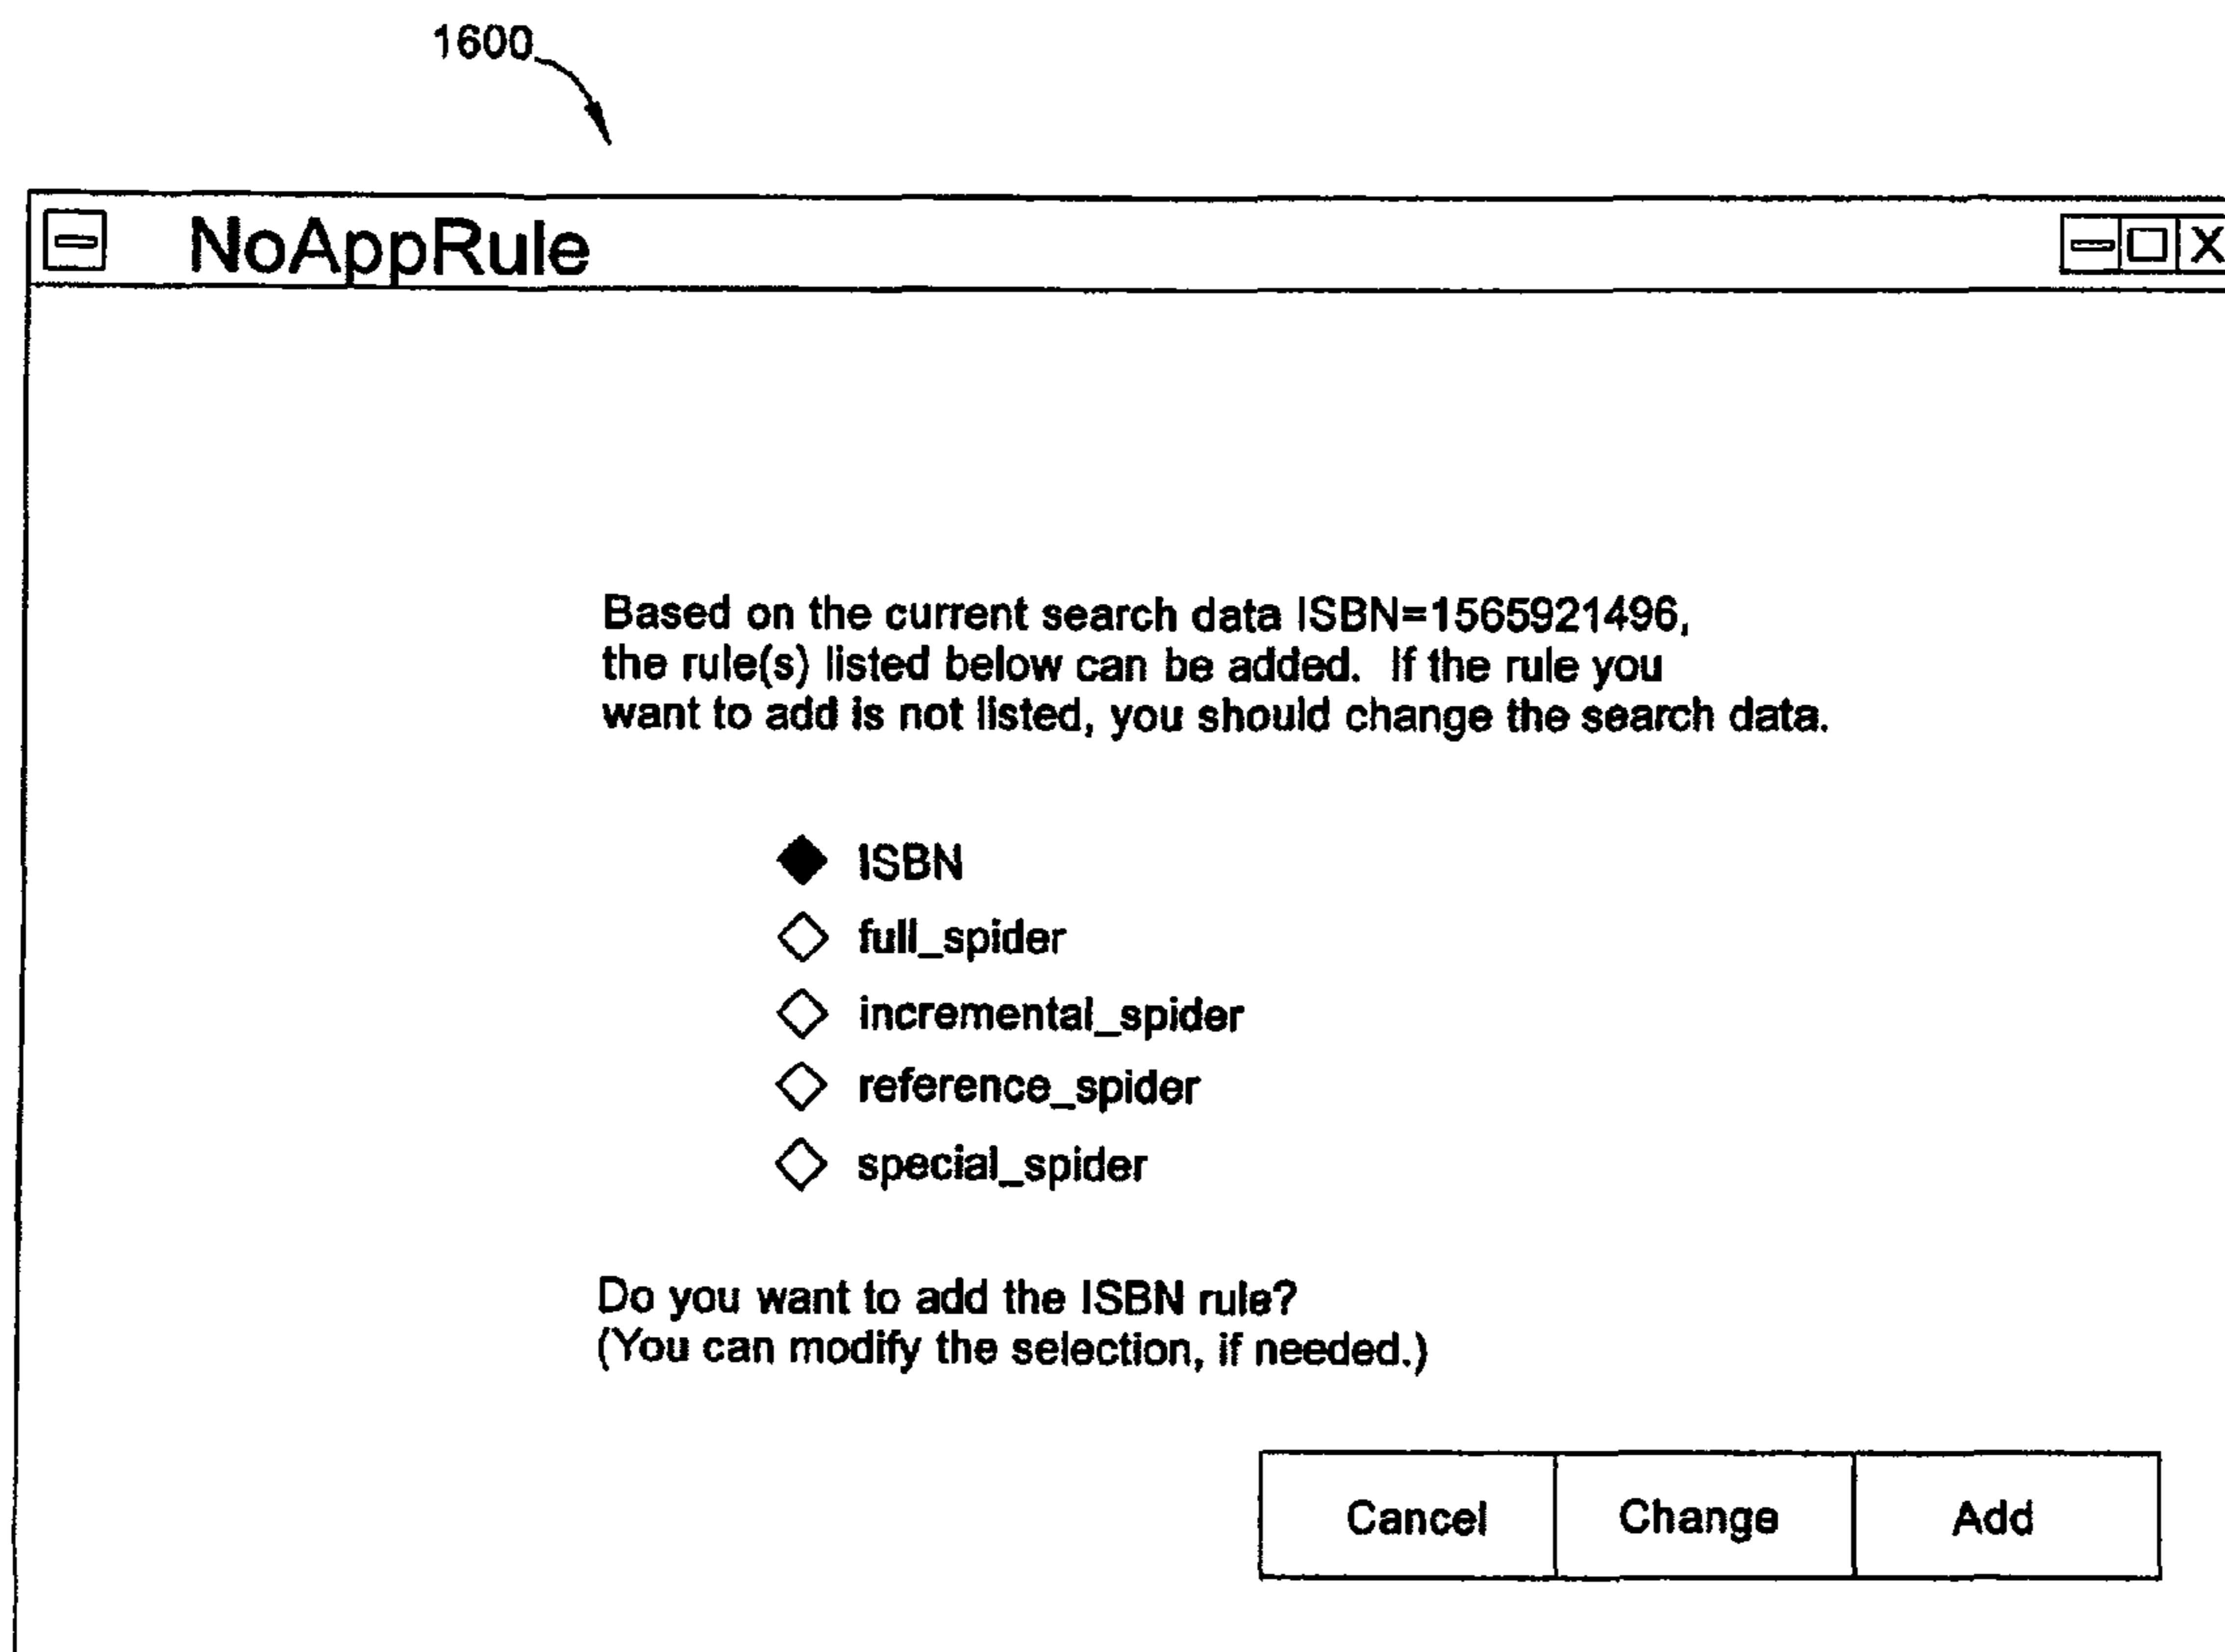 1600
NoAppRule
X
Based on the current search data ISBN=1565921496,
the rule(s) listed below can be added. If the rule you
want to add is not listed, you should change the search data.
ISBN
full_spider
incremental_spider
reference_spider
special_spider
Do you want to add the ISBN rule?
(You can modify the selection, if needed.)
Cancel Change Add